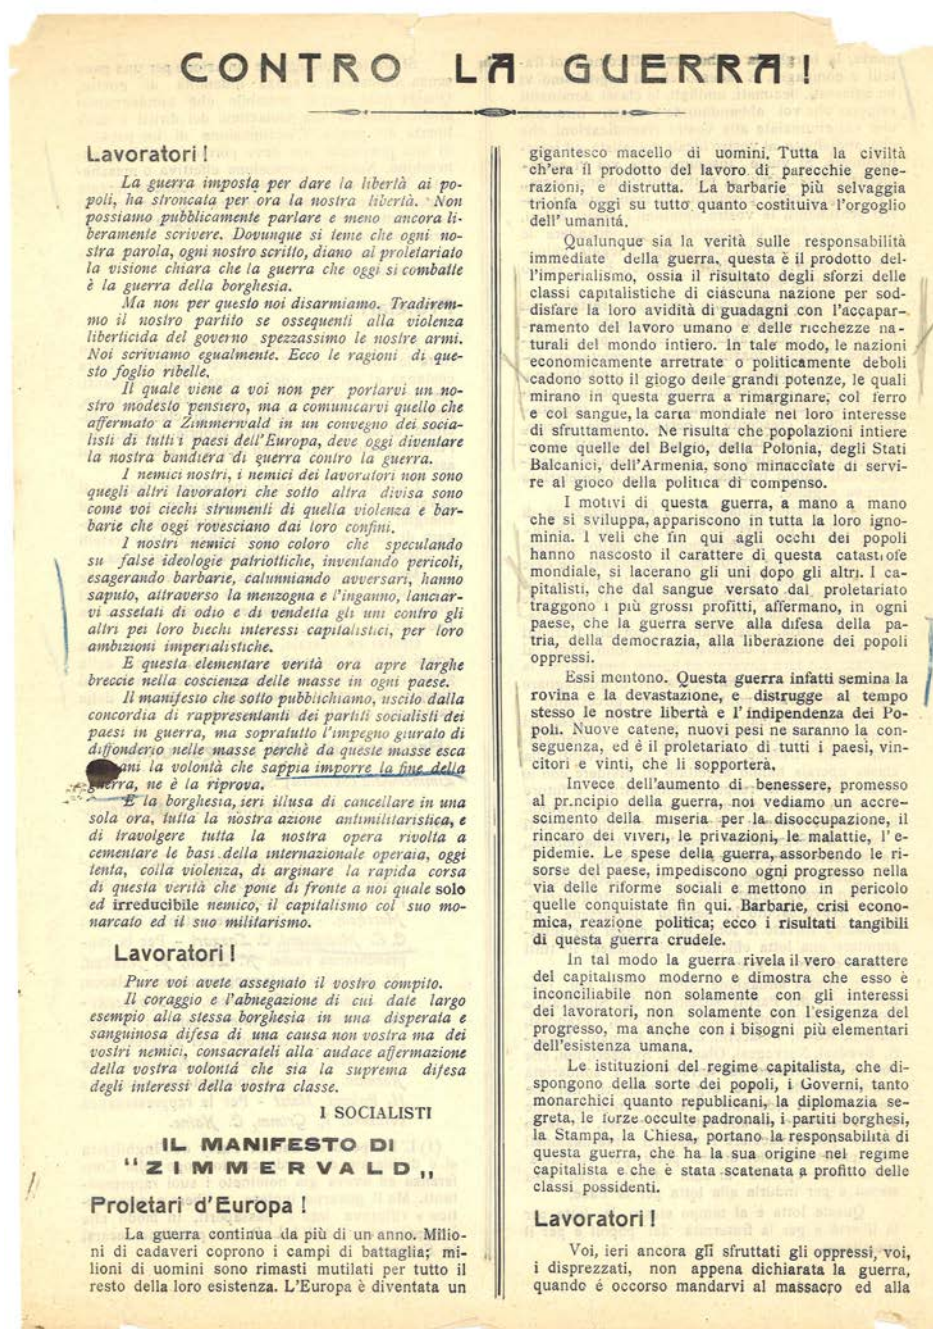 CONTRO LA GUERRA!
Lavoratori!
La guerra imposta per dare la libertà ai po-
poli, ha stroncata per ora la nostra libertà. Non
possiamo pubblicamente parlare e meno ancora li-
beramente scrivere. Dovunque si teme che ogni no-
stra parola, ogni nostro scritto, diano al proletariato
la visione chiara che la guerra che oggi si combatte
è la guerra della borghesia.
Ma non per questo noi disarmiamo. Tradirem-
mo il nostro partito se ossequenti alla violenza
liberticida del governo spezzassimo le nostre armi.
Noi scriviamo egualmente. Ecco le ragioni di que-
sto foglio ribelle.
Il quale viene a voi non per portarvi un no-
stro modesto pensiero, ma a comunicarvi quello che
affermato a Zimmerwald in un convegno dei socia-
listi di tutti i paesi dell'Europa, deve oggi diventare
la nostra bandiera di guerra contro la guerra.
I nemici nostri, i nemici dei lavoratori non sono
quegli altri lavoratori che sotto altra divisa sono
come voi ciechi strumenti di quella violenza e bar-
barie che oggi rovesciano dai loro confini.
I nostri nemici sono coloro che speculando
su false ideologie patriottiche, inventando pericoli,
esagerando barbarie, calunniando avversari, hanno
saputo, attraverso la menzogna e l'inganno, lanciar-
vi assetati di odio e di vendetta gli uni contro gli
altri pei loro biechi interessi capitalistici, per loro
ambizioni imperialistiche.
E questa elementare verità ora apre larghe
breccie nella coscienza delle masse in ogni paese.
Il manifesto che sotto pubblichiamo, uscito dalla
concordia di rappresentanti dei partiti socialisti dei
paesi in guerra, ma sopratutto l'impegno giurato di
diffonderlo nelle masse perchè da queste masse esca
ani la volontà che sappia imporre la fine della
guerra, ne è la riprova.
E la borghesia, ieri illusa di cancellare in una
sola ora, tutta la nostra azione antimilitaristica, e
di travolgere tutta la nostra opera rivolta a
cementare le basi della internazionale operaia, oggi
tenta, colla violenza, di arginare la rapida corsa
di questa verità che pone di fronte a noi quale solo
ed irreducibile nemico, il capitalismo col suo mo-
narcato ed il suo militarismo.
Lavoratori!
Pure voi avete assegnato il vostro compito.
Il coraggio e l'abnegazione di cui date largo
esempio alla stessa borghesia in una disperata e
sanguinosa difesa di una causa non vostra ma dei
vostri nemici, consacrateli alla audace affermazione
della vostra volontá che sia la suprema difesa
degli interessi della vostra classe.
I SOCIALISTI
IL MANIFESTO DI
"ZIMMERVALD„
Proletari d'Europa!
La guerra continua da più di un anno. Milio-
ni di cadaveri coprono i campi di battaglia; mi-
lioni di uomini sono rimasti mutilati per tutto il
resto della loro esistenza. L'Europa è diventata un
gigantesco macello di uomini. Tutta la civiltà
ch'era il prodotto del lavoro di parecchie gene-
razioni, e distrutta. La barbarie più selvaggia
trionfa oggi su tutto quanto costituiva l'orgoglio
dell' umanitá.
Qualunque sia la verità sulle responsabilità
immediate della guerra, questa è il prodotto del-
l'imperialismo, ossia il risultato degli sforzi delle
classi capitalistiche di ciascuna nazione per sod-
disfare la loro avidità di guadagni con l'accapar-
ramento del lavoro umano e delle ricchezze na-
turali del mondo intiero. In tale modo, le nazioni
economicamente arretrate o politicamente deboli
cadono sotto il giogo delle grandi potenze, le quali
mirano in questa guerra a rimarginare, col ferro
e col sangue, la carta mondiale nel loro interesse
di sfruttamento. Ne risulta che popolazioni intiere
come quelle del Belgio, della Polonia, degli Stati
Balcanici, dell'Armenia, sono minacciate di servi-
re al gioco della politica di compenso.
I motivi di questa guerra, a mano a mano
che si sviluppa, appariscono in tutta la loro igno-
minia. I veli che fin qui agli occhi dei popoli
hanno nascosto il carattere di questa catastrofe
mondiale, si lacerano gli uni dopo gli altri. I ca-
pitalisti, che dal sangue versato dal proletariato
traggono i più grossi profitti, affermano, in ogni
paese, che la guerra serve alla difesa della pa-
tria, della democrazia, alla liberazione dei popoli
oppressi.
Essi mentono. Questa guerra infatti semina la
rovina e la devastazione, e distrugge al tempo
stesso le nostre libertà e l'indipendenza dei Po-
poli. Nuove catene, nuovi pesi ne saranno la con-
seguenza, ed é il proletariato di tutti i paesi, vin-
citori e vinti, che li sopporterà.
Invece dell'aumento di benessere, promesso
al principio della guerra, noi vediamo un accre-
scimento della miseria per la disoccupazione, il
rincaro dei viveri, le privazioni, le malattie, l'e-
pidemie. Le spese della guerra, assorbendo le ri-
sorse del paese, impediscono ogni progresso nella
via delle riforme sociali e mettono in pericolo
quelle conquistate fin qui. Barbarie, crisi econo-
mica, reazione politica; ecco i risultati tangibili
di questa guerra crudele.
In tal modo la guerra rivela il vero carattere
del capitalismo moderno e dimostra che esso è
inconciliabile non solamente con gli interessi
dei lavoratori, non solamente con l'esigenza del
progresso, ma anche con i bisogni più elementari
dell'esistenza umana.
Le istituzioni del regime capitalista, che di-
spongono della sorte dei popoli, i Governi, tanto
monarchici quanto republicani, la diplomazia se-
greta, le forze occulte padronali, i partiti borghesi,
la Stampa, la Chiesa, portano la responsabilità di
questa guerra, che ha la sua origine nel regime
capitalista e che è stata scatenata a profitto delle
classi possidenti.
Lavoratori!
Voi, ieri ancora gli sfruttati gli oppressi, voi,
i disprezzati, non appena dichiarata la guerra,
quando é occorso mandarvi al massacro ed alla